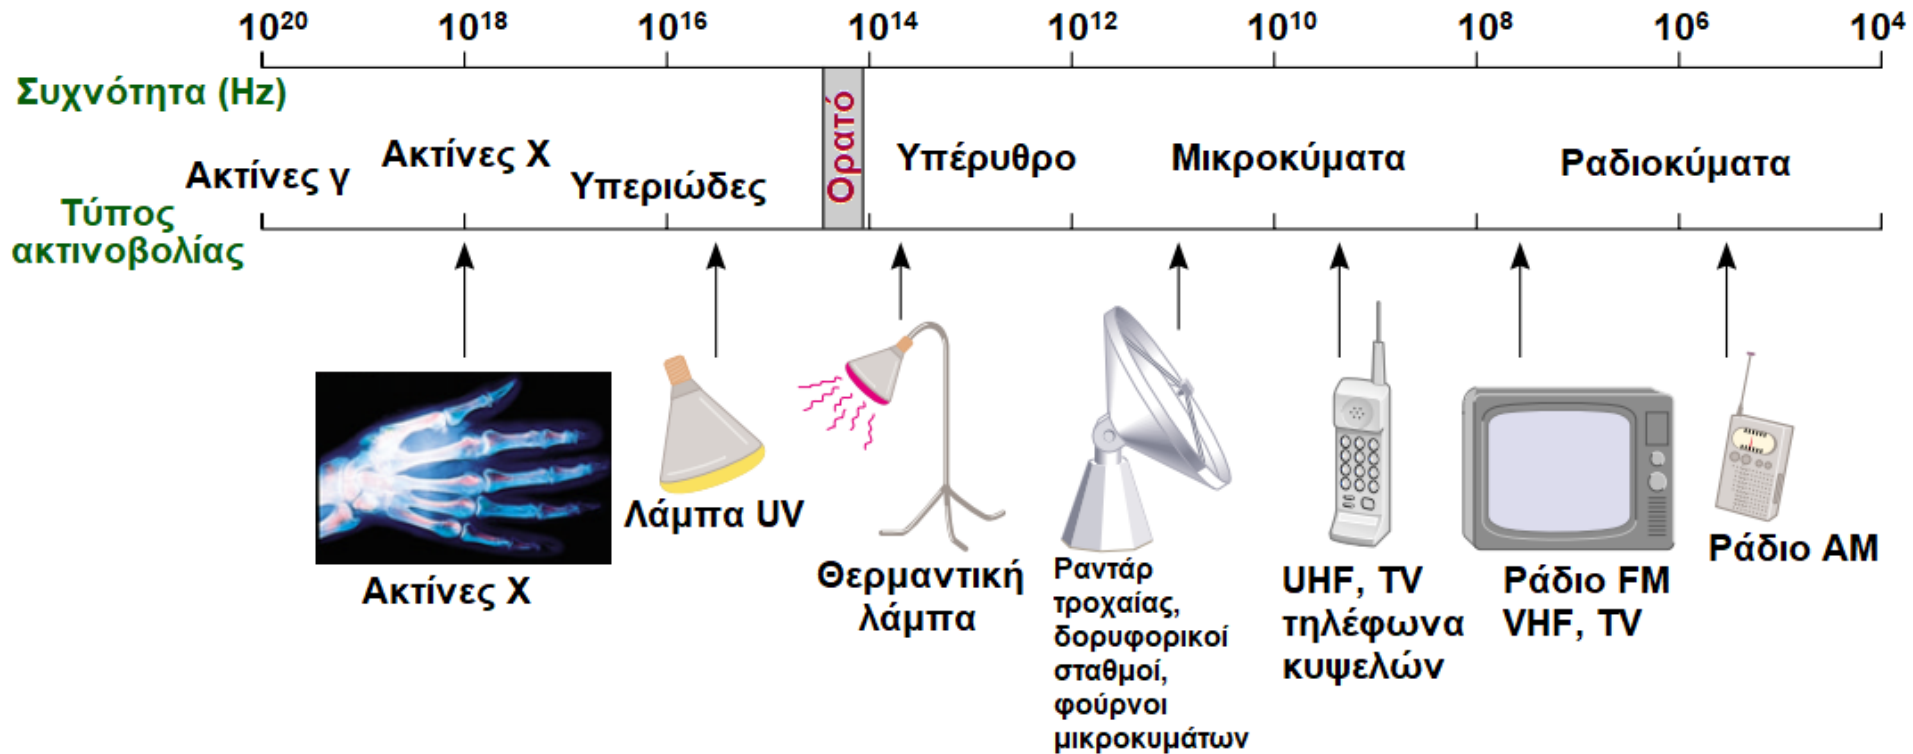 10²⁰ 10¹⁸ 10¹⁶ 10¹⁴ 10¹² 10¹⁰ 10⁸ 10⁶ 10⁴
Συχνότητα (Hz)
Ακτίνες γ
Ακτίνες Χ
Υπεριώδες
Ορατό
Υπέρυθρο
Μικροκύματα
Ραδιοκύματα
Τύπος
ακτινοβολίας
Ακτίνες Χ
Λάμπα UV
Θερμαντική
λάμπα
Ραντάρ
τροχαίας,
δορυφορικοί
σταθμοί,
φούρνοι
μικροκυμάτων
UHF, TV
τηλέφωνα
κυψελών
Ράδιο FM
VHF, TV
Ράδιο AM